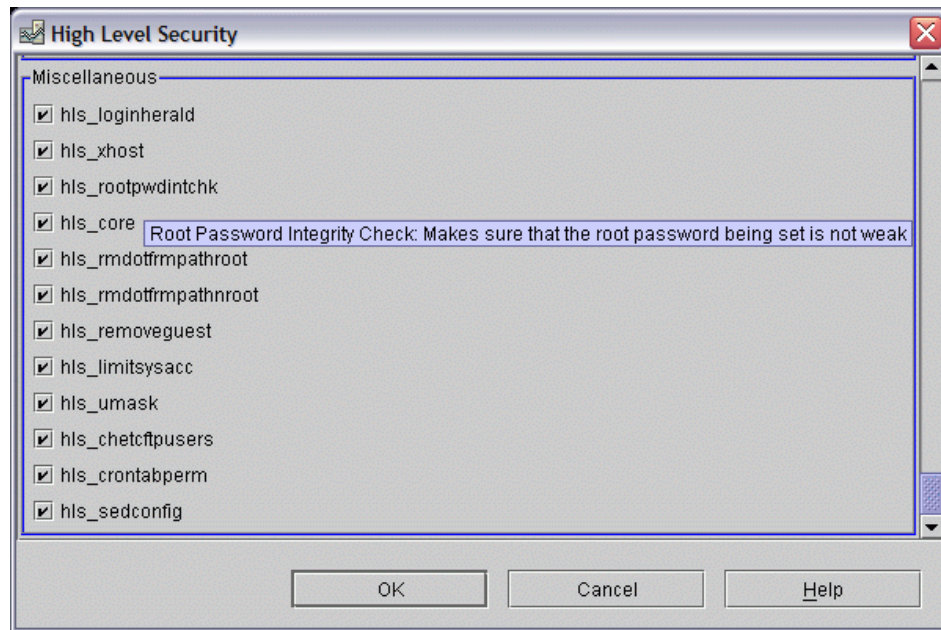 High Level Security
Miscellaneous
hls_loginherald
hls_xhost
hls_rootpwdintchk
hls_core
Root Password Integrity Check: Makes sure that the root password being set is not weak
hls_rmdotfrmpathroot
hls_rmdotfrmpathnroot
hls_removeguest
hls_limitsysacc
hls_umask
hls_chetcftpusers
hls_crontabperm
hls_sedconfig
OK
Cancel
Help